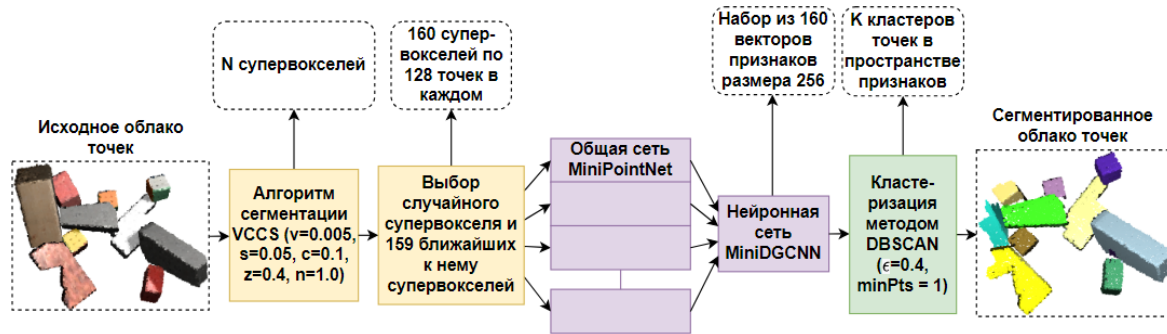 N супервокселей
160 супер-
вокселей по
128 точек в
каждом
Набор из 160
векторов
признаков
размера 256
K кластеров
точек в
пространстве
признаков
Исходное облако
точек
Алгоритм
сегментации
VCCS (v=0.005,
s=0.05, c=0.1,
z=0.4, n=1.0)
Выбор
случайного
супервокселя и
159 ближайших
к нему
супервокселей
Общая сеть
MiniPointNet
Нейронная
сеть
MiniDGCNN
Класте-
ризация
методом
DBSCAN
(ϵ=0.4,
minPts = 1)
Сегментированное
облако точек